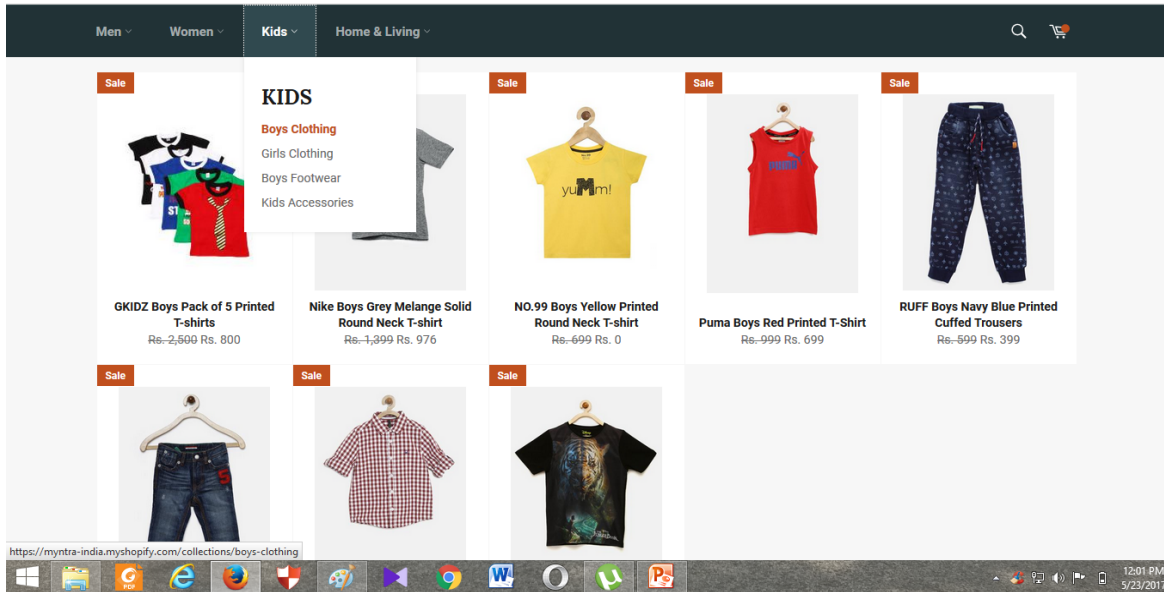 Men Women Kids Home & Living
Sale
Sale
Sale
Sale
KIDS
Boys Clothing
Girls Clothing
Boys Footwear
Kids Accessories
yuMm!
PUMA
GKIDZ Boys Pack of 5 Printed
T-shirts
Rs. 2,500 Rs. 800
Nike Boys Grey Melange Solid
Round Neck T-shirt
Rs. 1,399 Rs. 976
NO.99 Boys Yellow Printed
Round Neck T-shirt
Rs. 699 Rs. 0
Puma Boys Red Printed T-Shirt
Rs. 999 Rs. 699
RUFF Boys Navy Blue Printed
Cuffed Trousers
Rs. 599 Rs. 399
Sale
Sale
Sale
5
https://myntra-india.myshopify.com/collections/boys-clothing
PDF
12:01 PM
5/23/2017